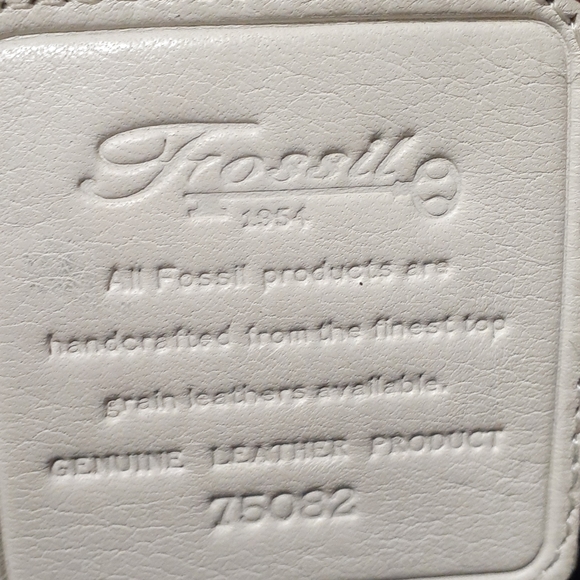 Fossil
1954
All Fossil products are
handcrafted from the finest top
grain leathers available.
GENUINE LEATHER PRODUCT
75082